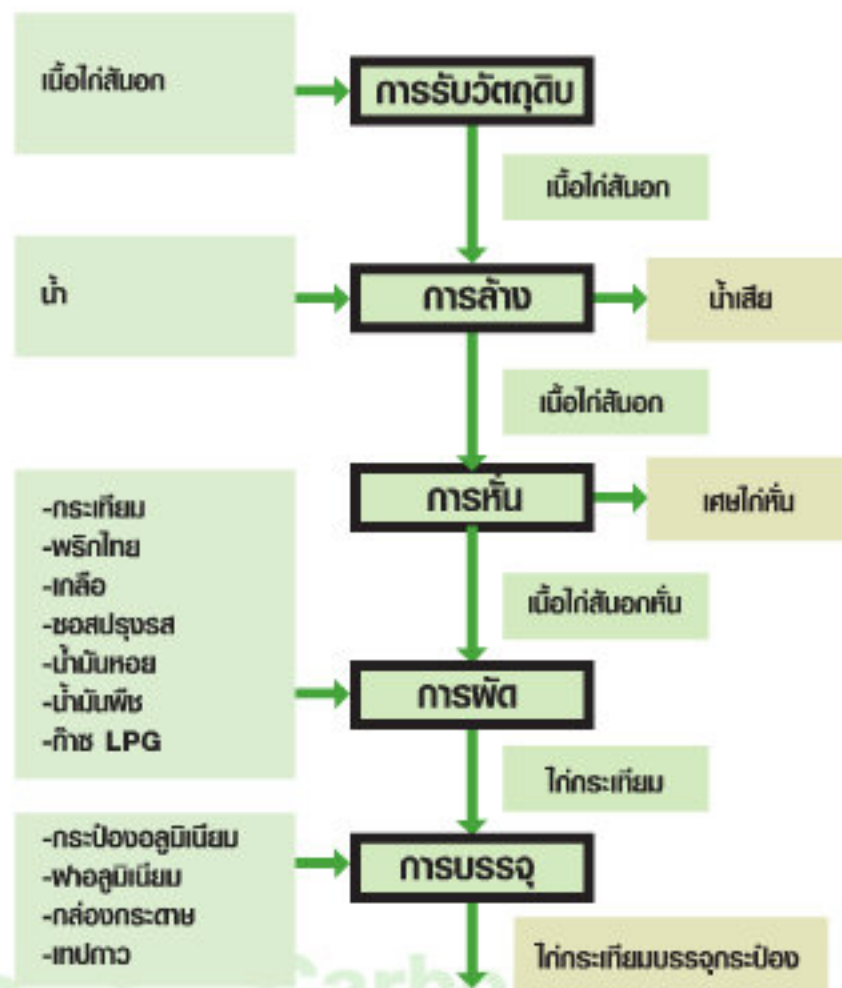 เนื้อไก่สันอก
การรับวัตถุดิบ
เนื้อไก่สันอก
น้ำ
การล้าง
น้ำเสีย
เนื้อไก่สันอก
การหั่น
เศษไก่หั่น
-กระเทียม
-พริกไทย
-เกลือ
-ซอสปรุงรส
-น้ำมันหอย
-น้ำมันพืช
-ก๊าซ LPG
เนื้อไก่สันอกหั่น
การผัด
ไก่กระเทียม
-กระป๋องอลูมิเนียม
-ฝาอลูมิเนียม
-กล่องกระดาษ
-เทปกาว
การบรรจุ
ไก่กระเทียมบรรจุกระป๋อง